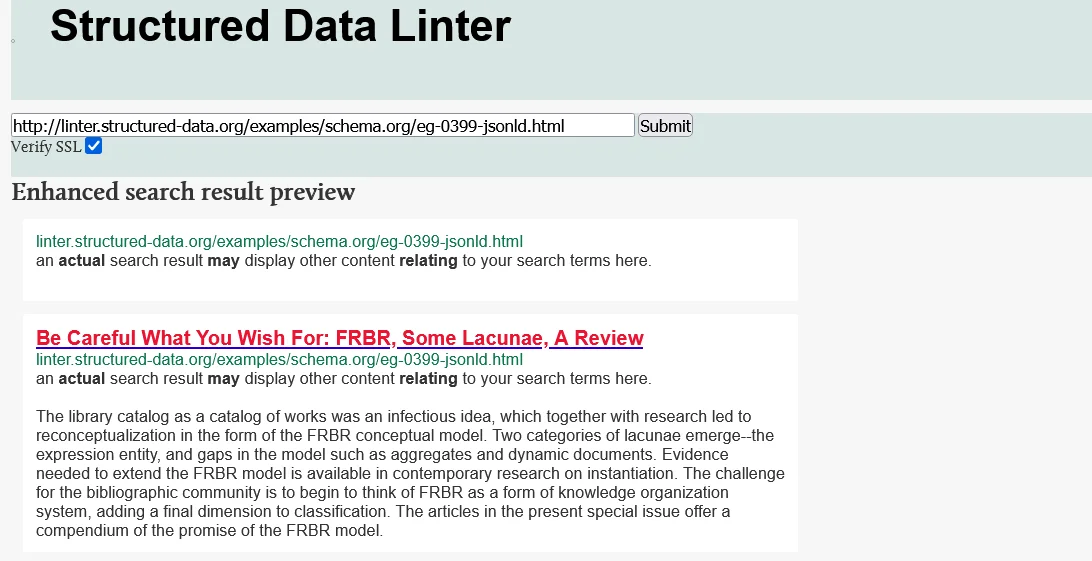 Structured Data Linter
http://linter.structured-data.org/examples/schema.org/eg-0399-jsonld.html Submit
Verify SSL
Enhanced search result preview
linter.structured-data.org/examples/schema.org/eg-0399-jsonld.html
an actual search result may display other content relating to your search terms here.
Be Careful What You Wish For: FRBR, Some Lacunae, A Review
linter.structured-data.org/examples/schema.org/eg-0399-jsonld.html
an actual search result may display other content relating to your search terms here.
The library catalog as a catalog of works was an infectious idea, which together with research led to
reconceptualization in the form of the FRBR conceptual model. Two categories of lacunae emerge--the
expression entity, and gaps in the model such as aggregates and dynamic documents. Evidence
needed to extend the FRBR model is available in contemporary research on instantiation. The challenge
for the bibliographic community is to begin to think of FRBR as a form of knowledge organization
system, adding a final dimension to classification. The articles in the present special issue offer a
compendium of the promise of the FRBR model.